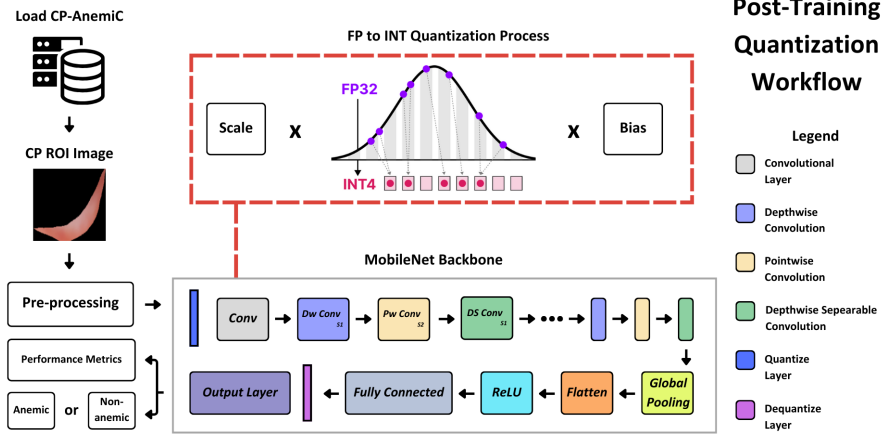 Load CP-AnemiC
CP ROI Image
Pre-processing
Performance Metrics
Anemic
or
Non-
anemic
FP to INT Quantization Process
Scale
X
FP32
INT4
X
Bias
MobileNet Backbone
Conv
Dw Conv
S1
Pw Conv
S2
DS Conv
S1
Output Layer
Fully Connected
ReLU
Flatten
Global
Pooling
Post-Training
Quantization
Workflow
Legend
Convolutional
Layer
Depthwise
Convolution
Pointwise
Convolution
Depthwise Sepearable
Convolution
Quantize
Layer
Dequantize
Layer